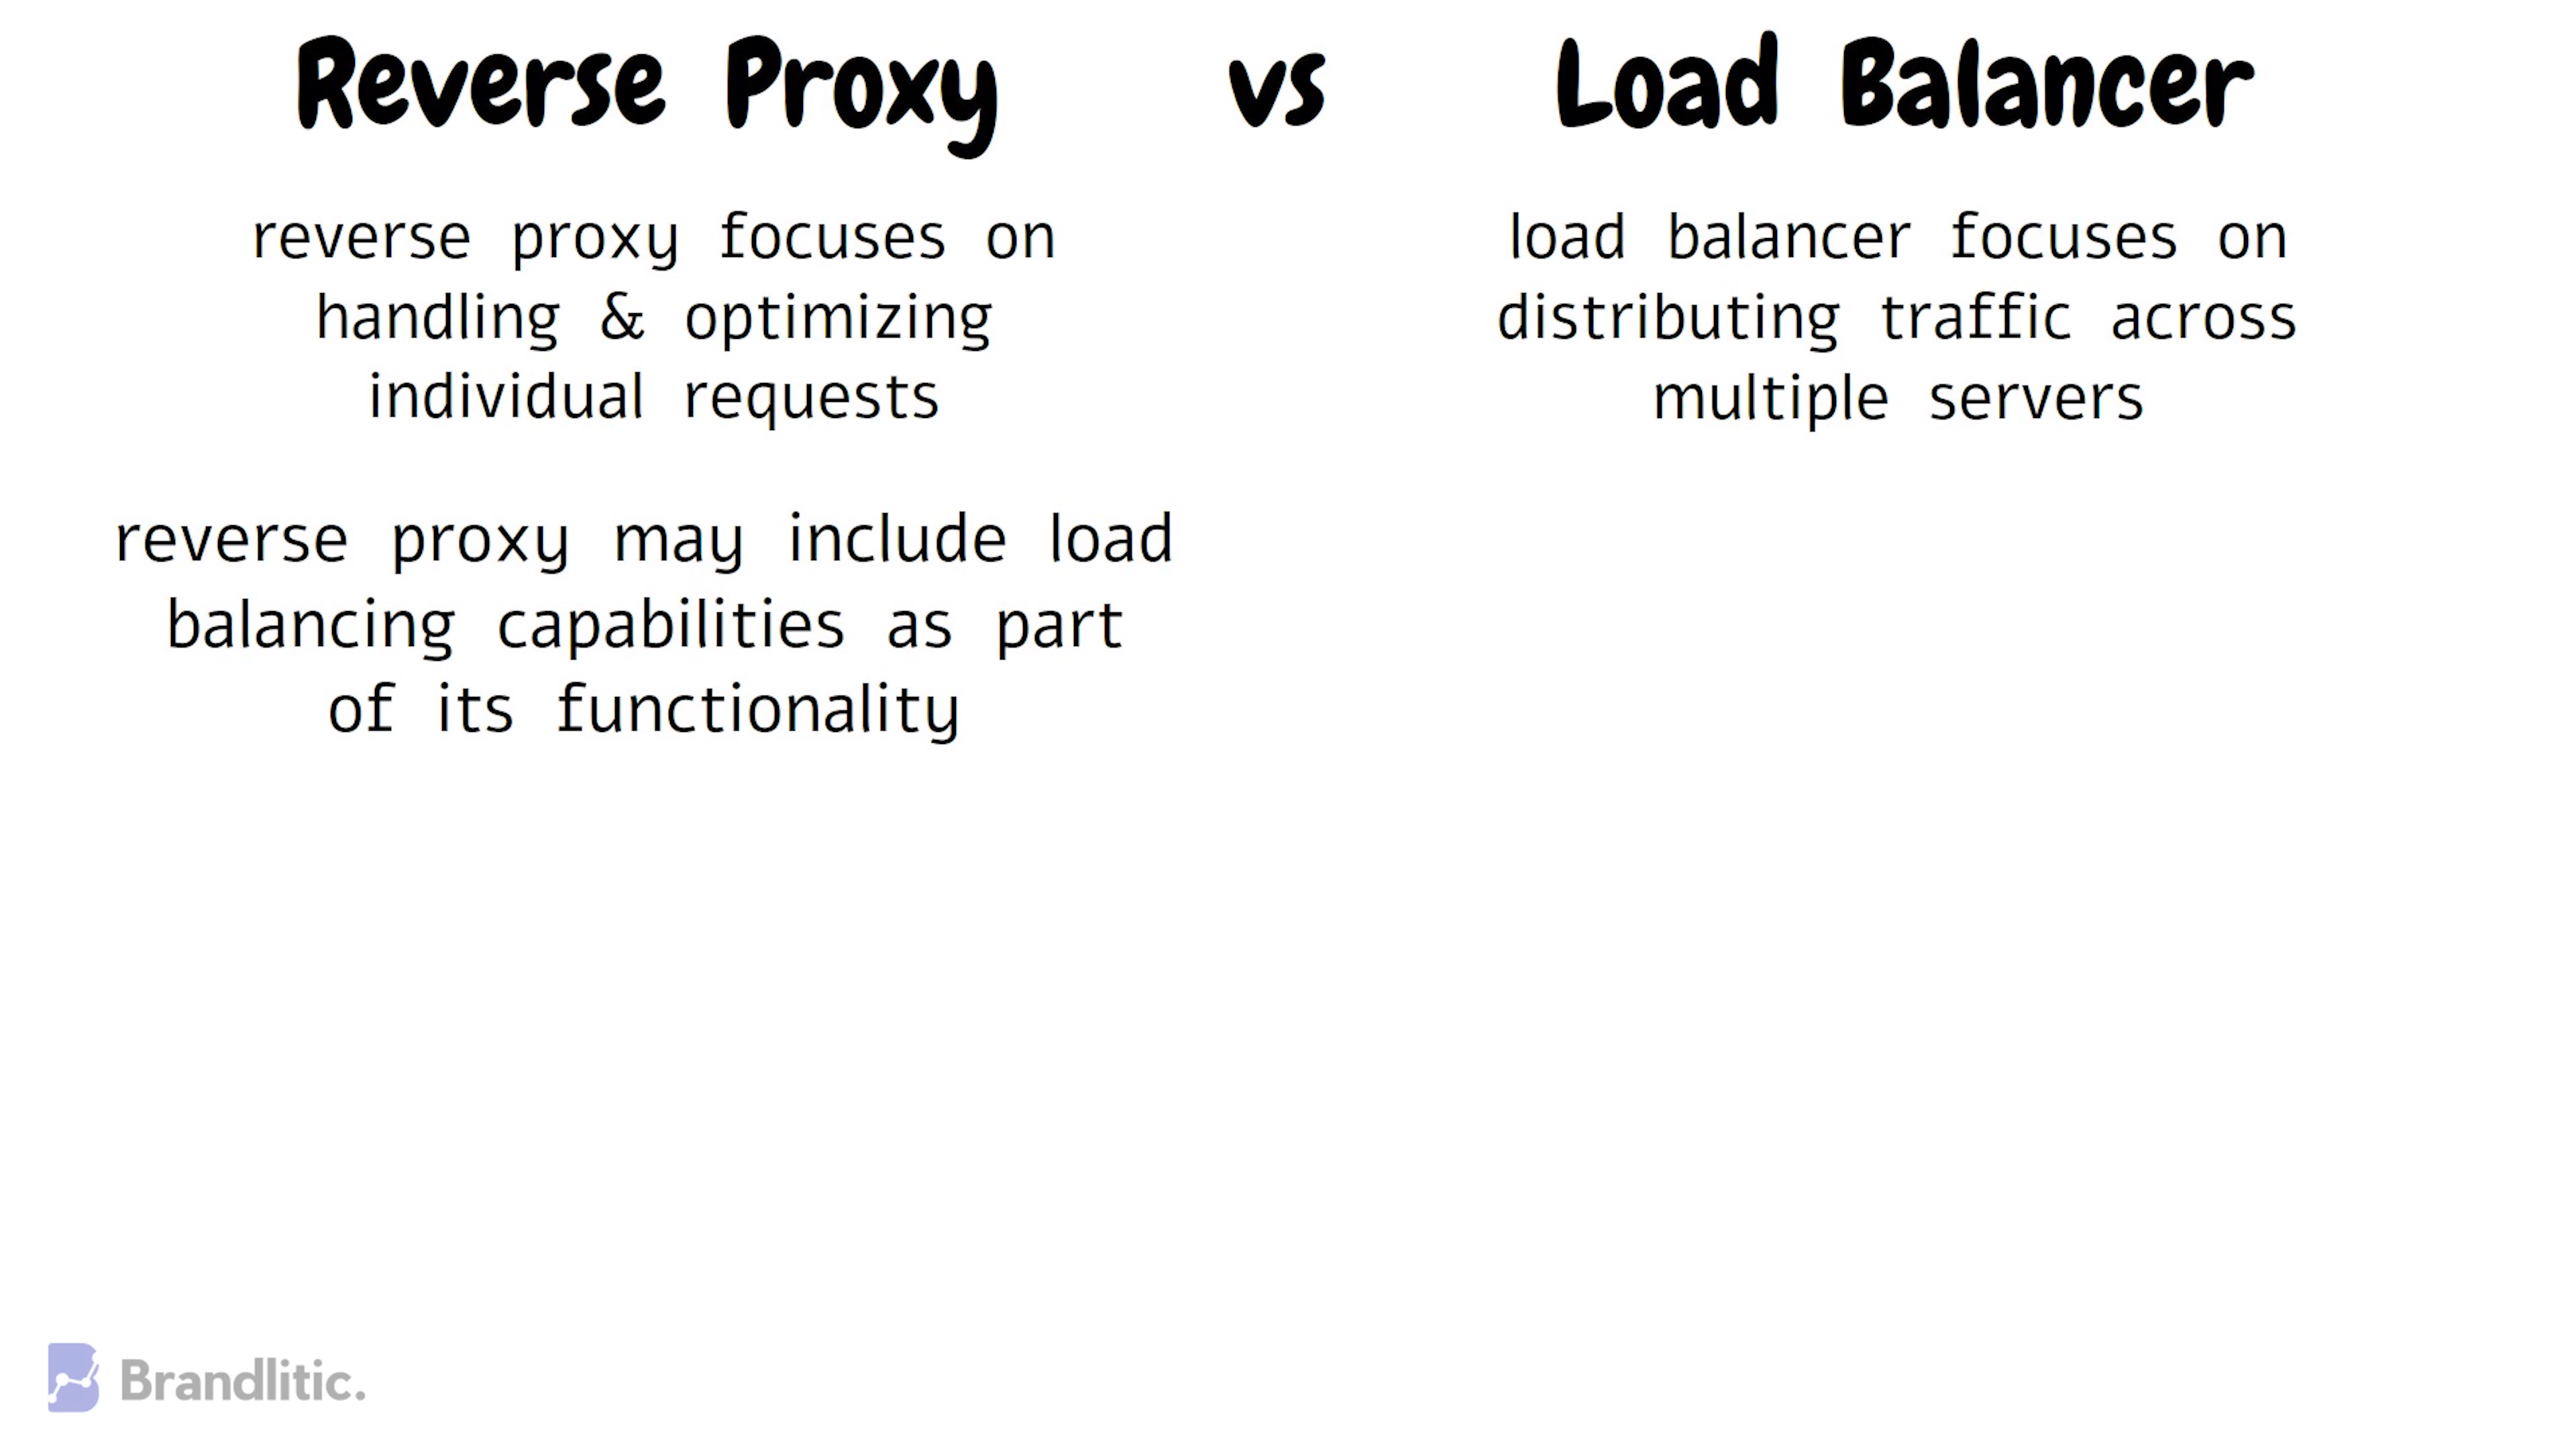 Reverse Proxy vs Load Balancer
reverse proxy focuses on
handling & optimizing
individual requests
load balancer focuses on
distributing traffic across
multiple servers
reverse proxy may include load
balancing capabilities as part
of its functionality
Brandlitic.